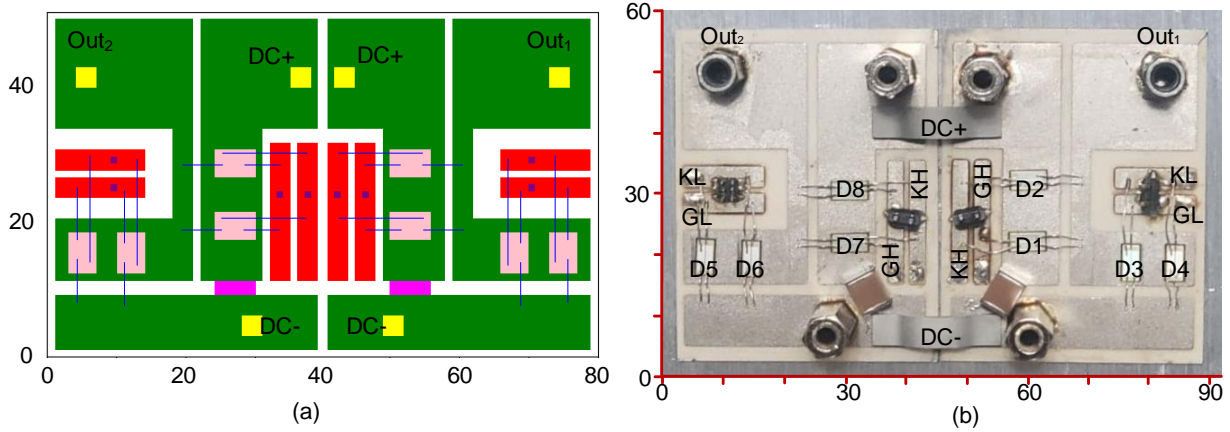 Out2
DC+
DC+
Out1
DC-
DC-
40
20
0
0
20
40
60
80
(a)
60
30
0
0
30
60
90
Out2
Out1
DC+
KL
GL
D8
KH
GH
D2
KL
GL
D5
D6
D7
GH
KH
D1
D3
D4
DC-
(b)